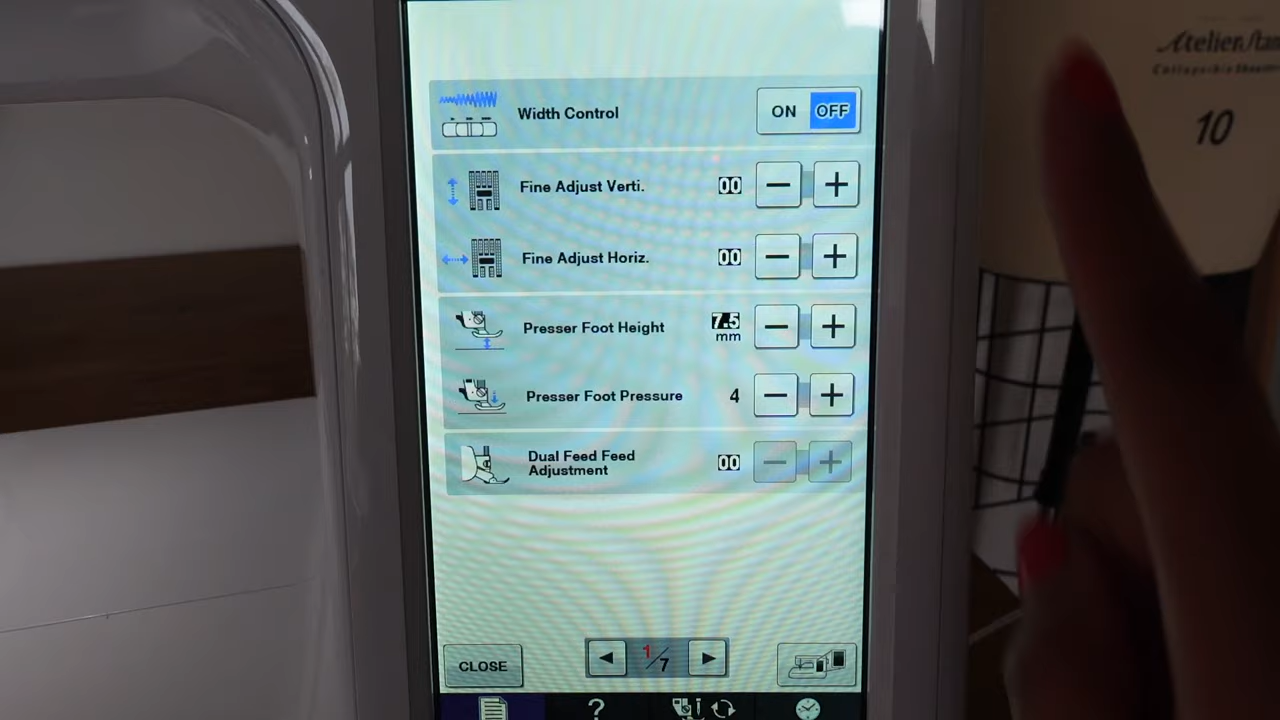 Width Control ON OFF
Fine Adjust Verti. 00 − +
Fine Adjust Horiz. 00 − +
Presser Foot Height 7.5 mm − +
Presser Foot Pressure 4 − +
Dual Feed Feed
Adjustment 00 − +
CLOSE 1/7
?
10